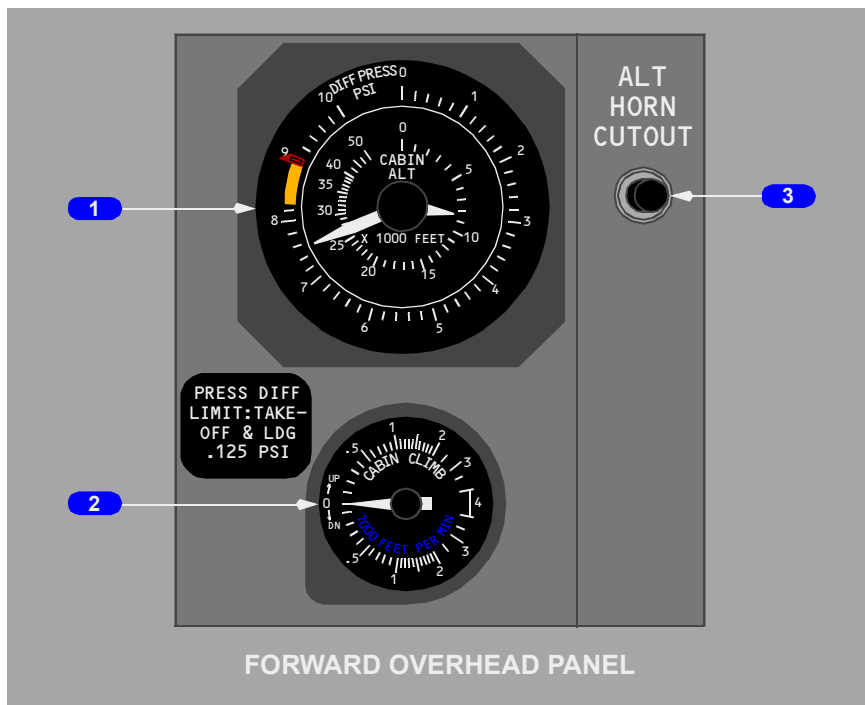 DIFF PRESS
PSI
0
1
2
3
4
5
6
7
8
9
10
CABIN
ALT
X 1000 FEET
0
5
10
15
20
25
30
35
40
50
ALT
HORN
CUTOUT
1
3
PRESS DIFF
LIMIT:TAKE-
OFF & LDG
.125 PSI
2
CABIN CLIMB
1000 FEET PER MIN
UP
0
DN
.5
1
2
3
4
3
2
1
.5
FORWARD OVERHEAD PANEL